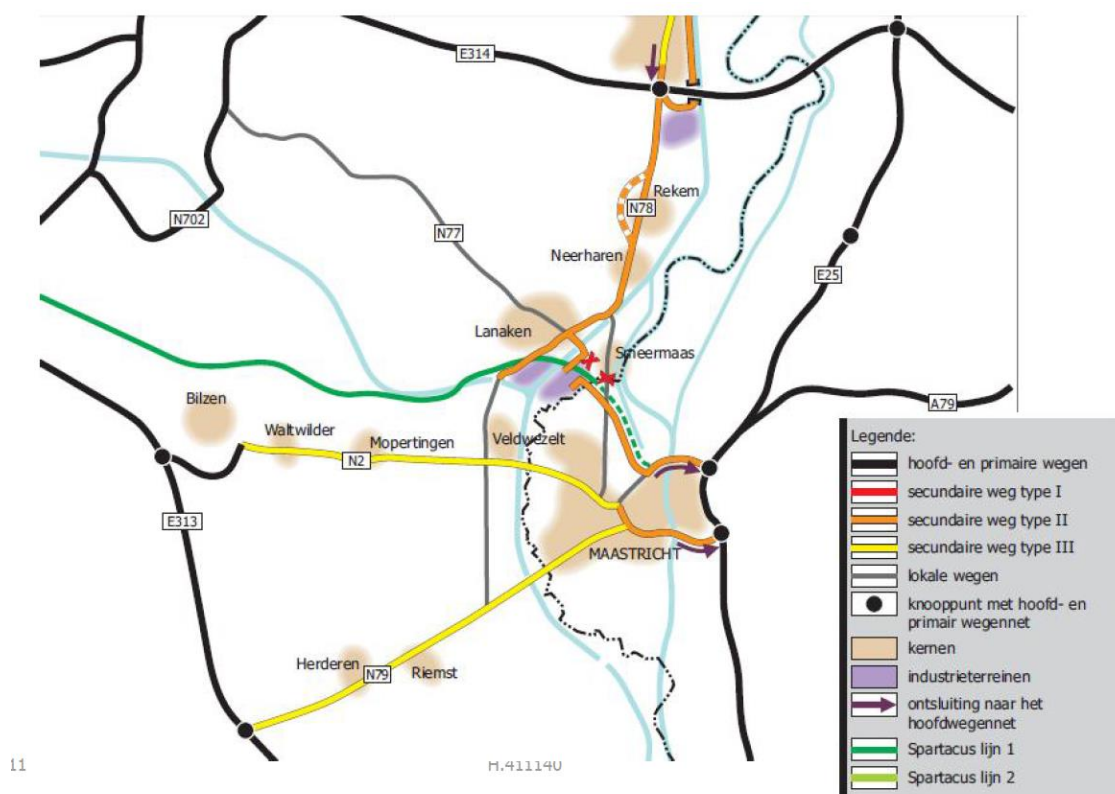 E314
N702
N77
Rekem
N78
Neerharen
E25
Lanaken
Smeermaas
Bilzen
A79
Waltwilder
Mopertingen
Veldwezelt
N2
E313
MAASTRICHT
Herderen
N79
Riemst
Legende:
hoofd- en primaire wegen
secundaire weg type I
secundaire weg type II
secundaire weg type III
lokale wegen
knooppunt met hoofd- en
primair wegennet
kernen
industrieterreinen
ontsluiting naar het
hoofdwegennet
Spartacus lijn 1
Spartacus lijn 2
11
H.411140